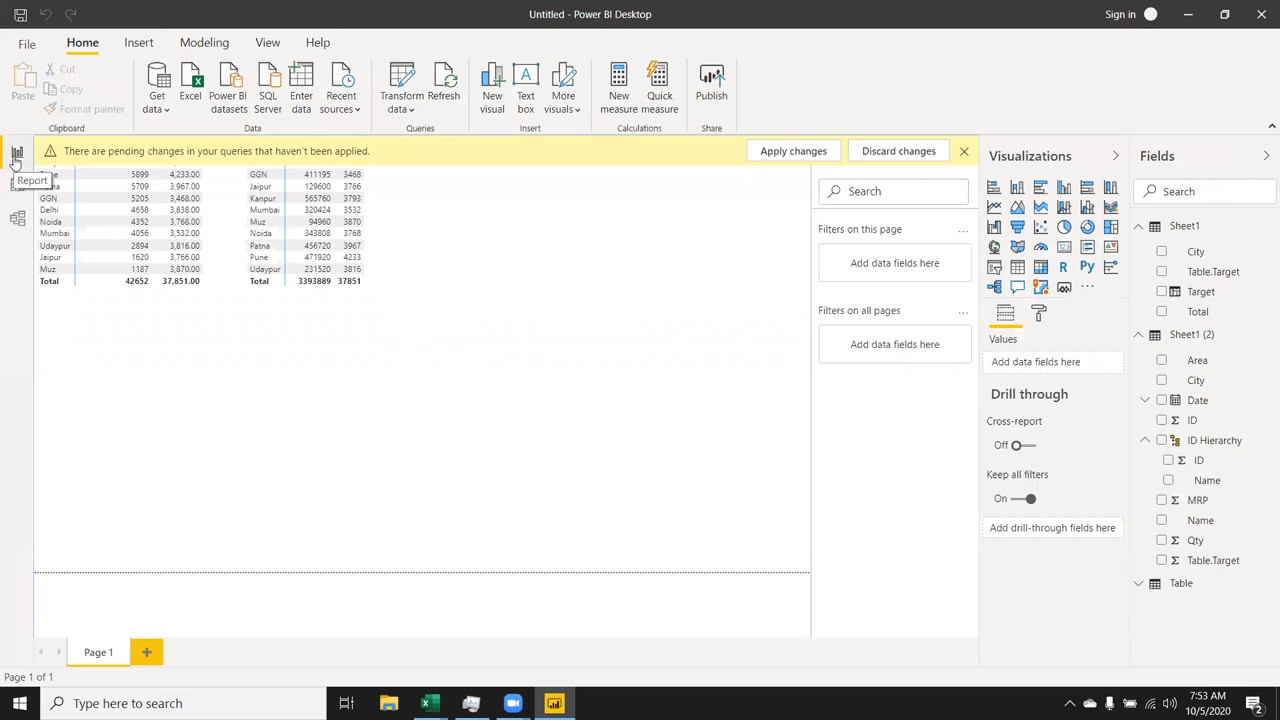 Untitled - Power BI Desktop
Sign in
File Home Insert Modeling View Help
Paste
Cut
Copy
Format painter
Get data
Excel
Power BI datasets
SQL Server
Enter data
Recent sources
Transform data
Refresh
New visual
Text box
More visuals
New measure
Quick measure
Publish
Clipboard Data Queries Insert Calculations Share
There are pending changes in your queries that haven't been applied.
Apply changes
Discard changes
Report
5899 4,233.00
5709 3,967.00
GGN 5205 3,468.00
Delhi 4658 3,638.00
Noida 4352 3,768.00
Mumbai 4056 3,532.00
Udaypur 2894 3,816.00
Jaipur 1620 3,766.00
Muz 1187 3,870.00
Total 42652 37,851.00
GGN 411195 3468
Jaipur 129600 3766
Kanpur 565760 3793
Mumbai 320424 3532
Muz 94960 3870
Noida 343808 3768
Patna 456720 3967
Pune 471920 4233
Udaypur 231520 3816
Total 3393889 37851
Search
Filters on this page ...
Add data fields here
Filters on all pages ...
Add data fields here
Visualizations
R
Py
Values
Add data fields here
Drill through
Cross-report
Off
Keep all filters
On
Add drill-through fields here
Fields
Search
Sheet1
City
Table.Target
Target
Total
Sheet1 (2)
Area
City
Date
ID
ID Hierarchy
ID
Name
MRP
Name
Qty
Table.Target
Table
Page 1
Page 1 of 1
Type here to search
7:53 AM
10/5/2020
2